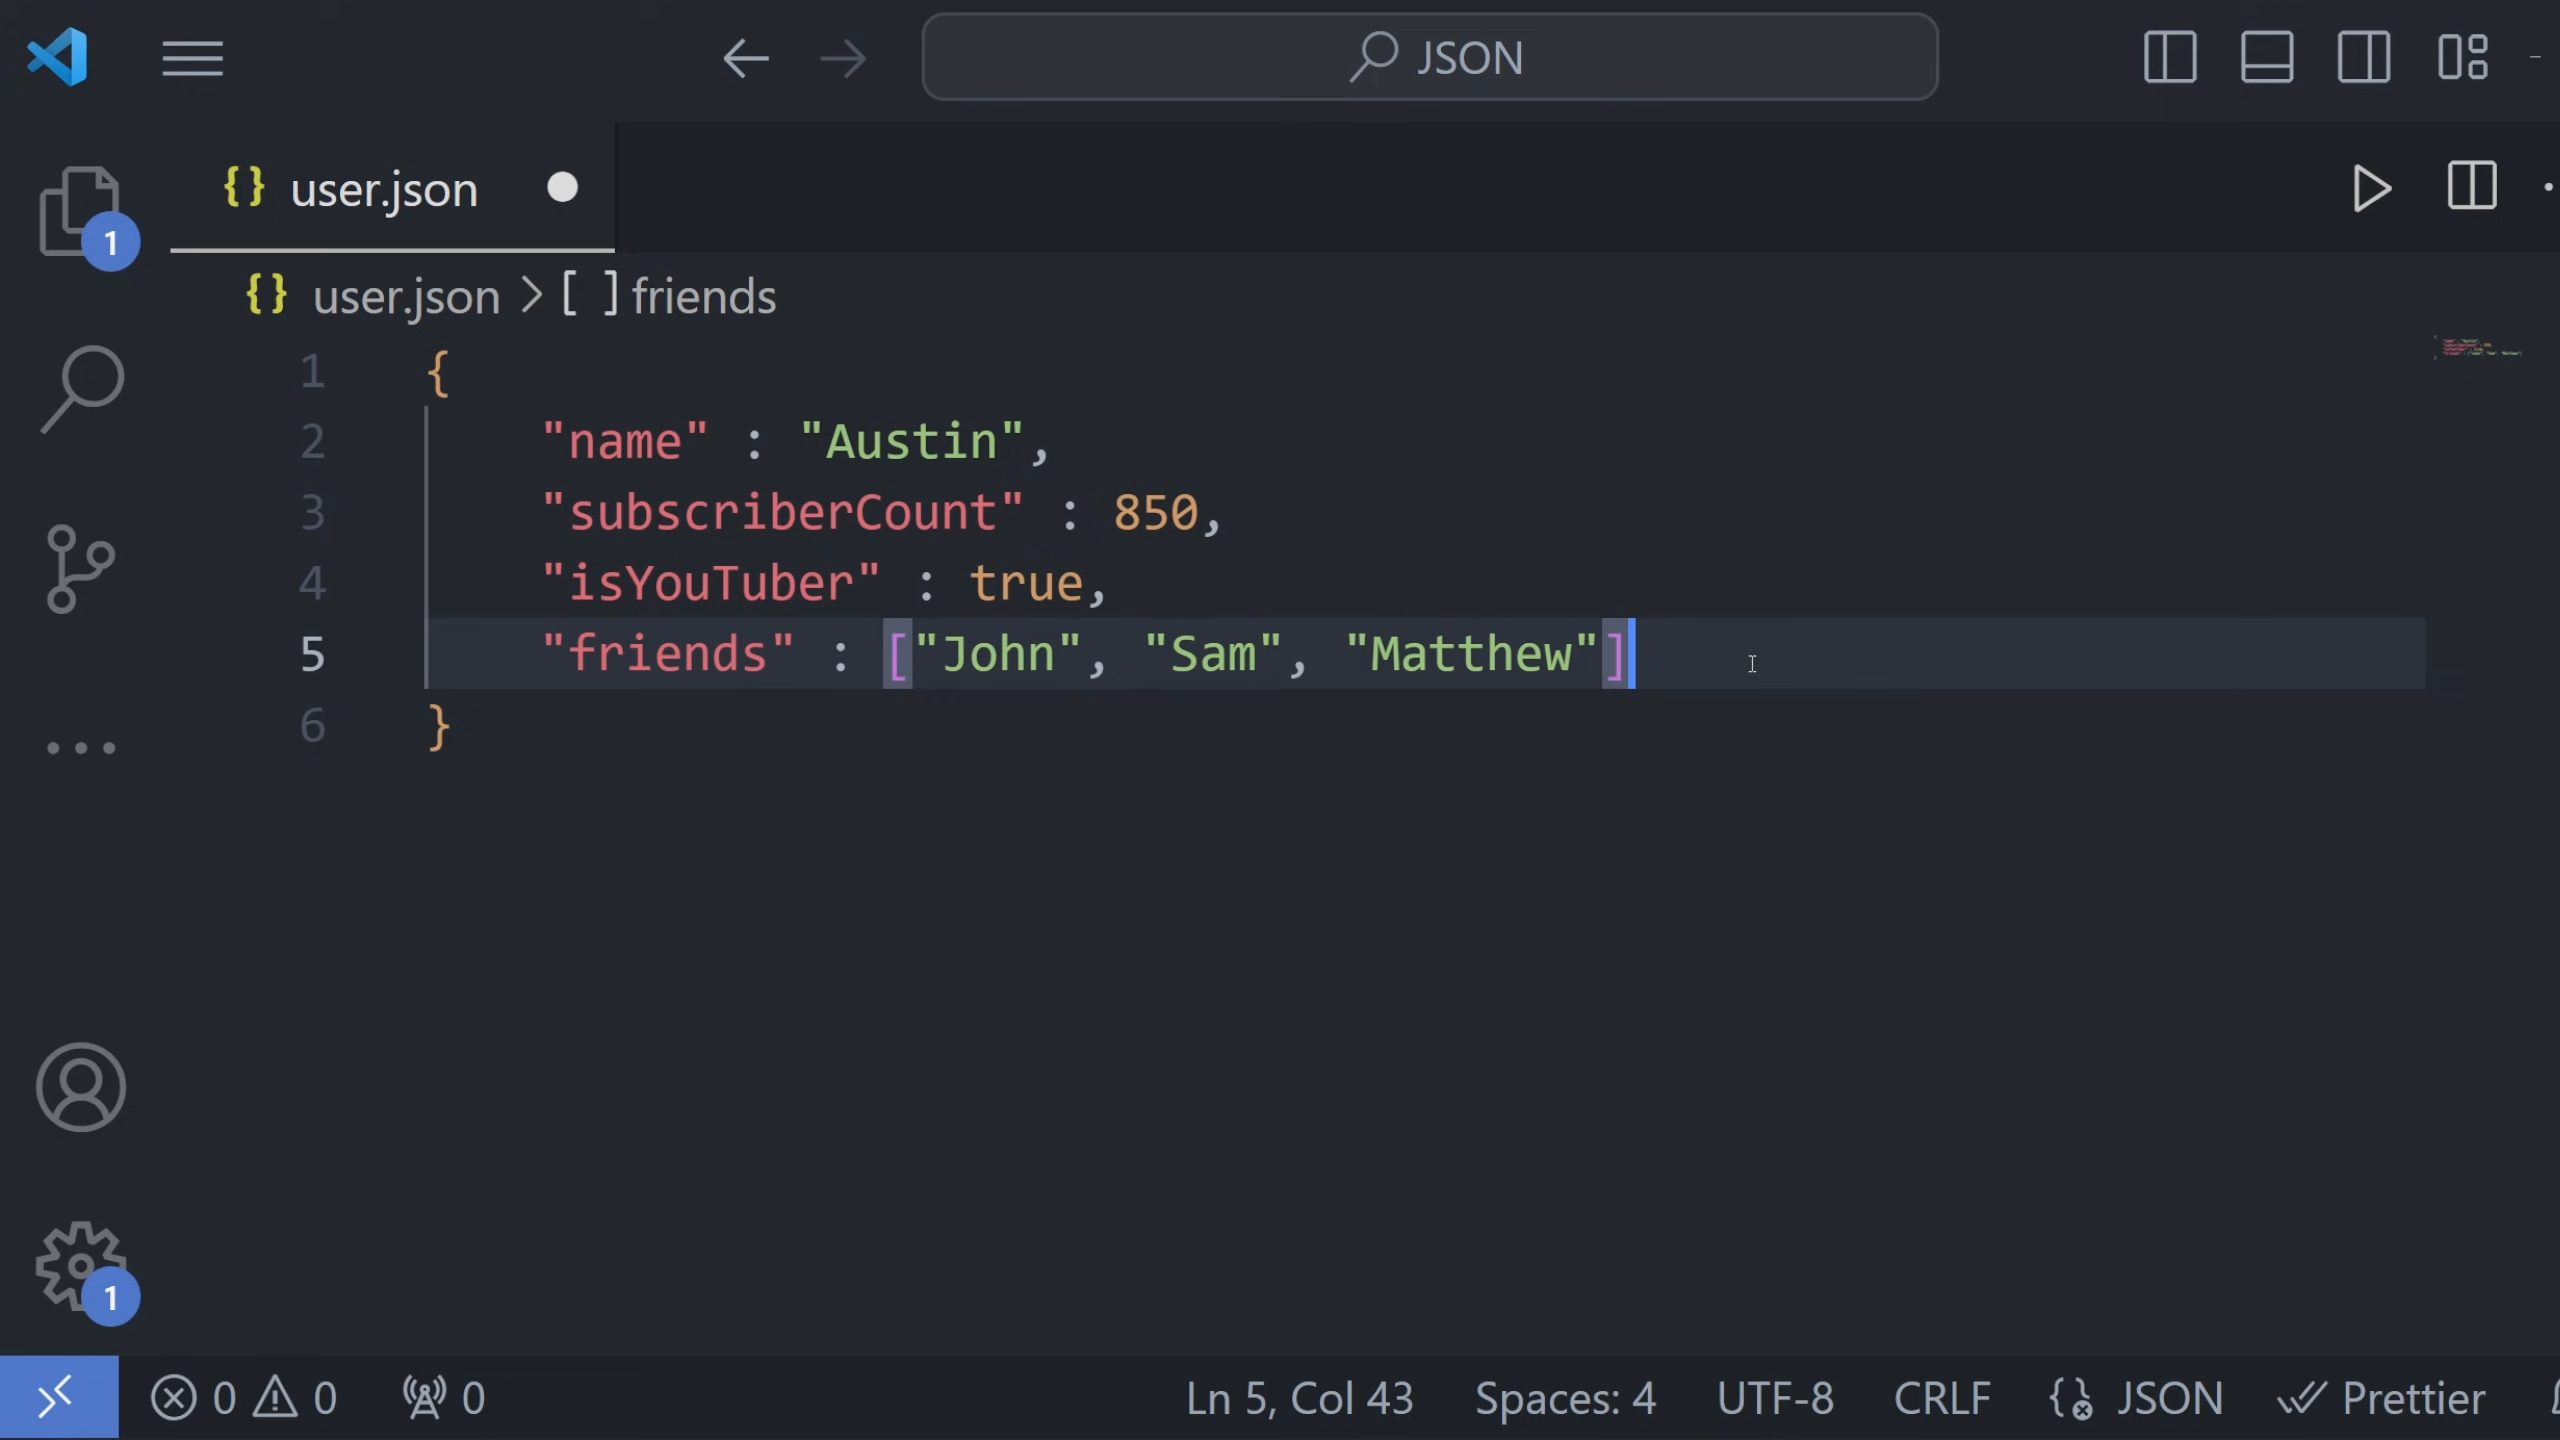 JSON
{} user.json
1
{} user.json > [ ] friends
1 {
2 "name" : "Austin",
3 "subscriberCount" : 850,
4 "isYouTuber" : true,
5 "friends" : ["John", "Sam", "Matthew"]
6 }
1
0 0 0 Ln 5, Col 43 Spaces: 4 UTF-8 CRLF JSON Prettier